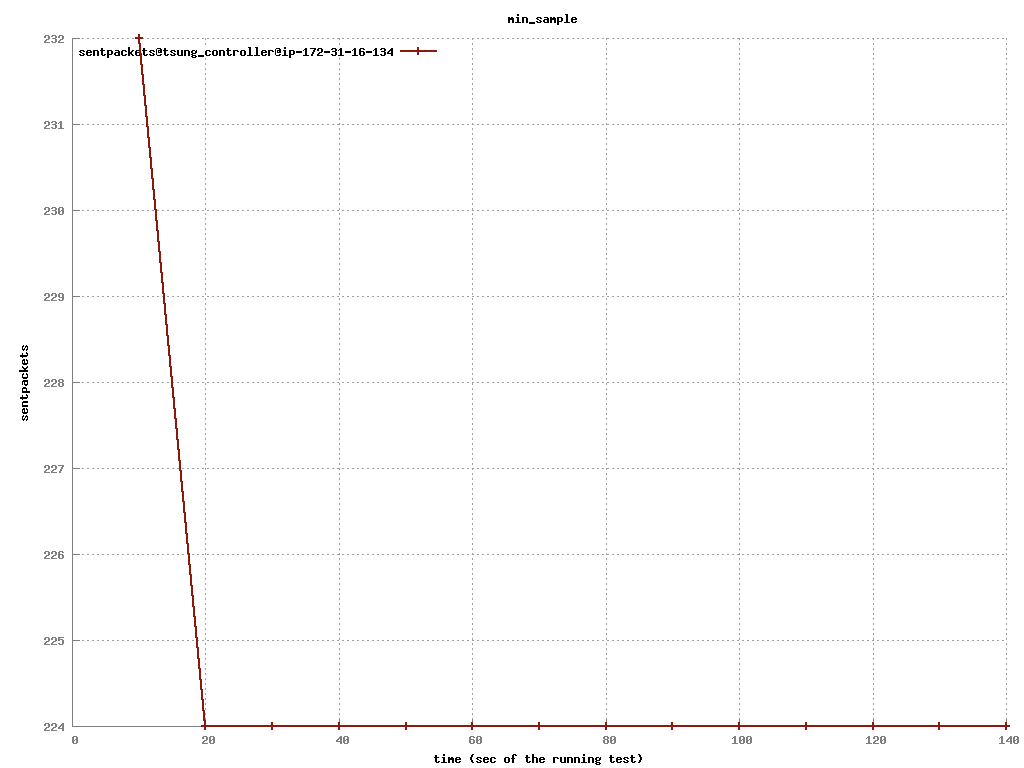 min_sample
sentpackets@tsung_controller@ip-172-31-16-134
232
231
230
229
228
227
226
225
224
sentpackets
0 20 40 60 80 100 120 140
time (sec of the running test)